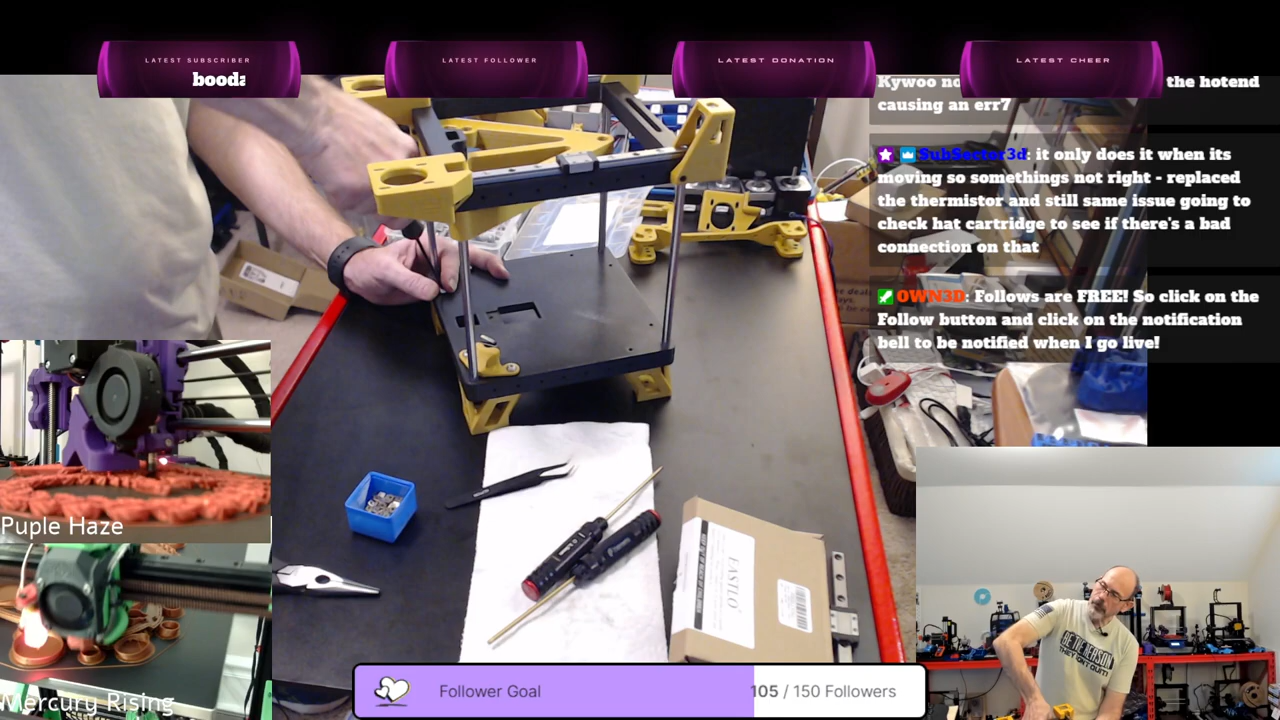 LATEST SUBSCRIBER
booda
LATEST FOLLOWER
LATEST DONATION
LATEST CHEER
Kywoo no
the hotend
causing an err7
SubSector3d: it only does it when its
moving so somethings not right - replaced
the thermistor and still same issue going to
check hat cartridge to see if there's a bad
connection on that
OWN3D: Follows are FREE! So click on the
Follow button and click on the notification
bell to be notified when I go live!
Puple Haze
Mercury Rising
BE THE REASON
Follower Goal
105 / 150 Followers